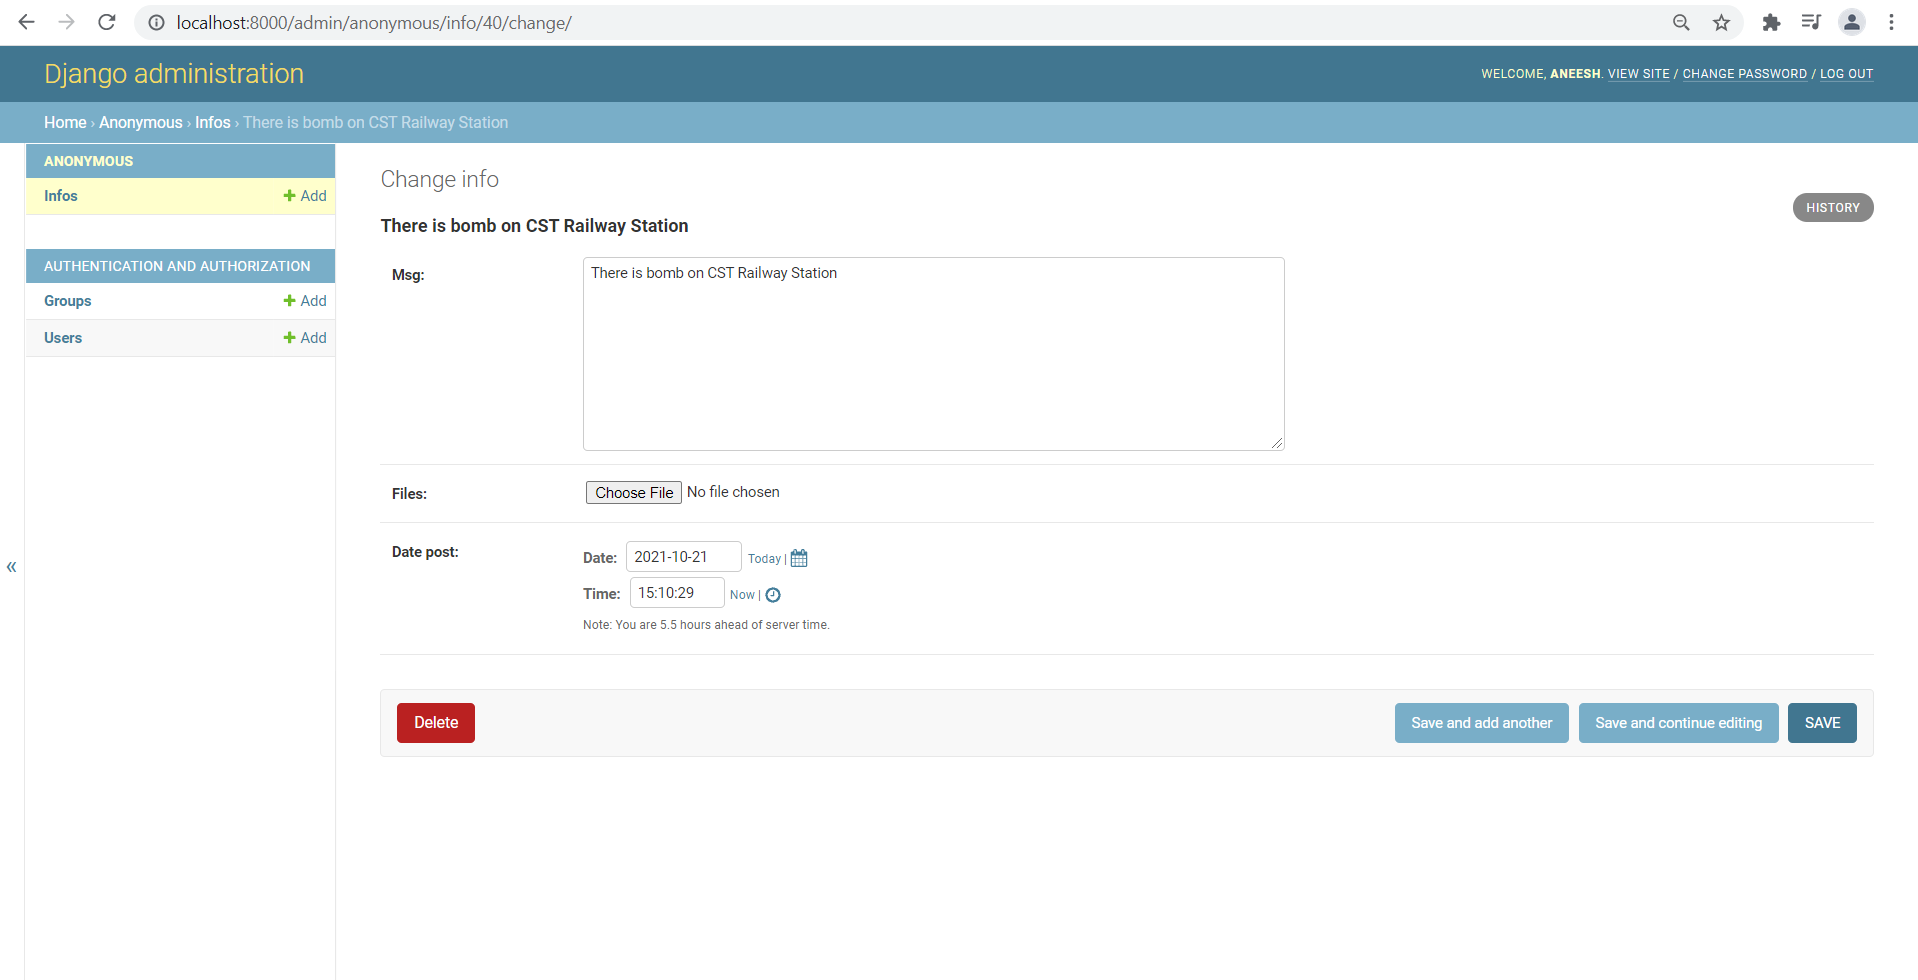 localhost:8000/admin/anonymous/info/40/change/
Django administration
WELCOME, ANEESH. VIEW SITE / CHANGE PASSWORD / LOG OUT
Home › Anonymous › Infos › There is bomb on CST Railway Station
ANONYMOUS
Infos
Add
AUTHENTICATION AND AUTHORIZATION
Groups
Add
Users
Add
«
Change info
HISTORY
There is bomb on CST Railway Station
Msg:
There is bomb on CST Railway Station
Files:
Choose File No file chosen
Date post:
Date: 2021-10-21 Today |
Time: 15:10:29 Now |
Note: You are 5.5 hours ahead of server time.
Delete
Save and add another
Save and continue editing
SAVE